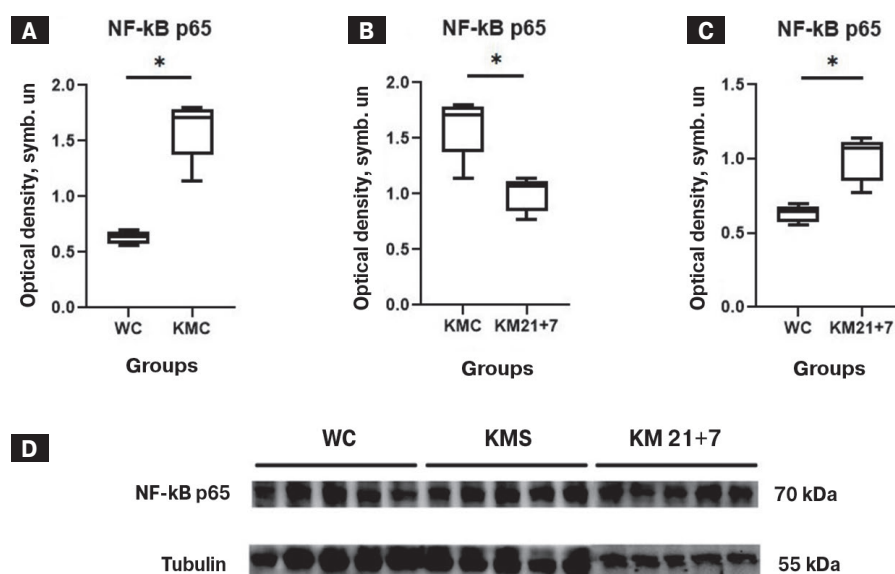 A
NF-kB p65
*
Optical density, symb. un
2.0
1.5
1.0
0.5
0.0
WC KMC
Groups
B
NF-kB p65
*
Optical density, symb. un
2.0
1.5
1.0
0.5
0.0
KMC KM21+7
Groups
C
NF-kB p65
*
Optical density, symb. un
1.5
1.0
0.5
0.0
WC KM21+7
Groups
D
WC KMS KM 21+7
NF-kB p65 70 kDa
Tubulin 55 kDa